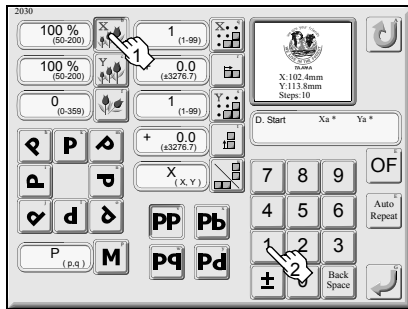 2030
100 %
(50-200)
X
1
(1-99)
X
100 %
(50-200)
Y
0.0
(±3276.7)
TAJIMA
X:102.4mm
Y:113.8mm
Steps:10
0
(0-359)
1
(1-99)
Y
D. Start Xa * Ya *
+ 0.0
(±3276.7)
P P P
P P
P P P
X
(X, Y)
7 8 9 OF
PP Pb
4 5 6 Auto
Repeat
1 2 3
P
(p,q)
M
Pq Pd
± Back
Space
1
2